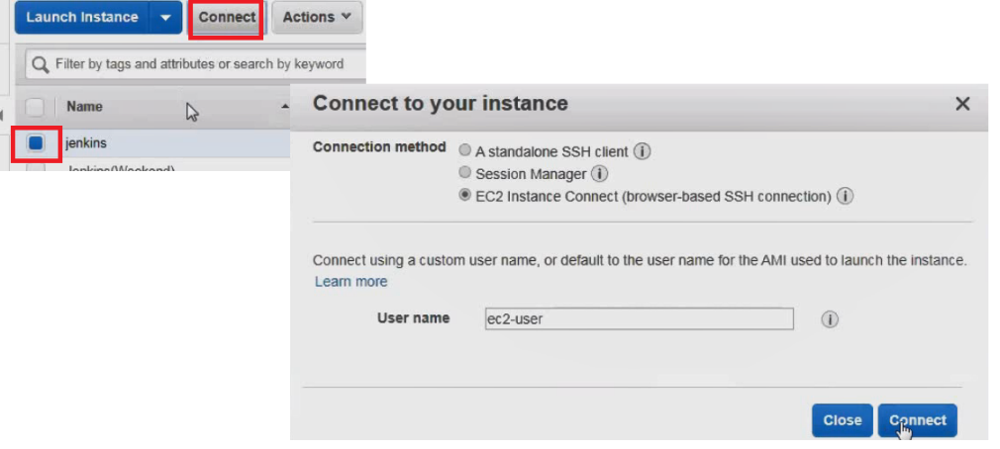 Launch Instance Connect Actions
Filter by tags and attributes or search by keyword
Name
jenkins
Jenkins(Weekend)
Connect to your instance
Connection method
A standalone SSH client
Session Manager
EC2 Instance Connect (browser-based SSH connection)
Connect using a custom user name, or default to the user name for the AMI used to launch the instance.
Learn more
User name ec2-user
Close Connect